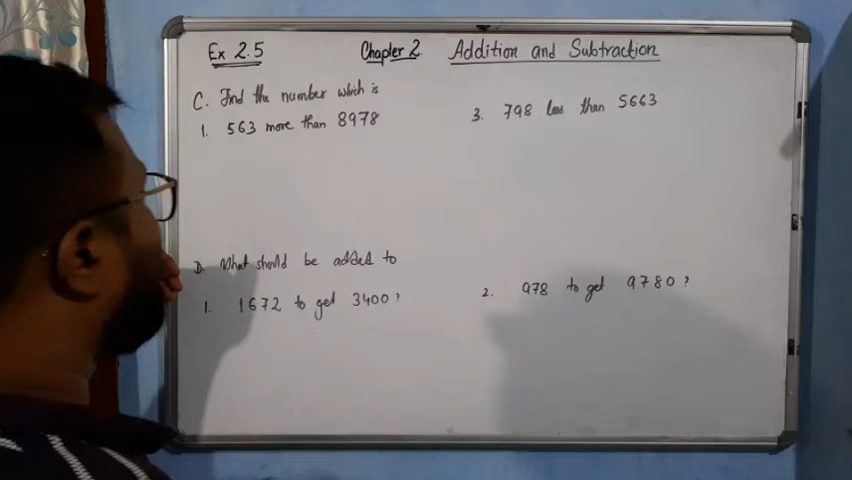 Ex 2.5 Chapter 2 Addition and Subtraction
C. Find the number which is
1. 563 more than 8978
3. 798 less than 5663
D. What should be added to
1. 1672 to get 3400?
2. 978 to get 9780?